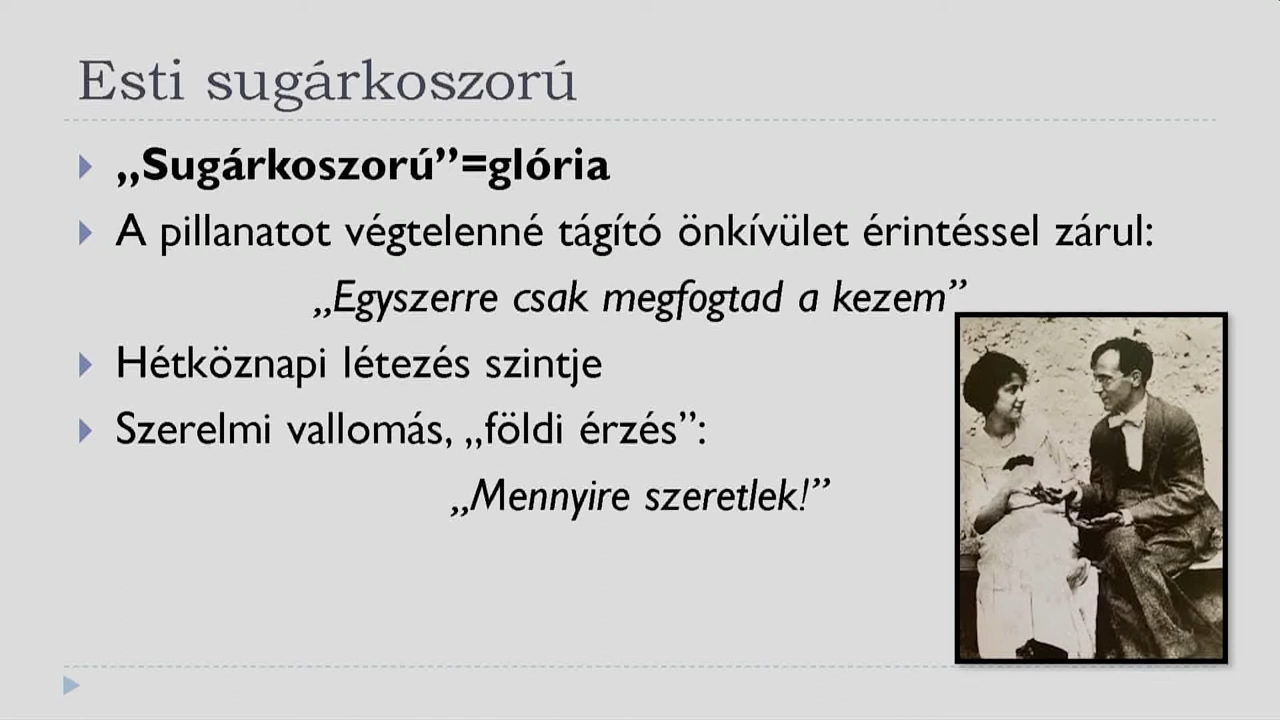 Esti sugárkoszorú
„Sugárkoszorú”=glória
A pillanatot végtelenné tágító önkívület érintéssel zárul:
„Egyszerre csak megfogtad a kezem”
Hétköznapi létezés szintje
Szerelmi vallomás, „földi érzés”:
„Mennyire szeretlek!”